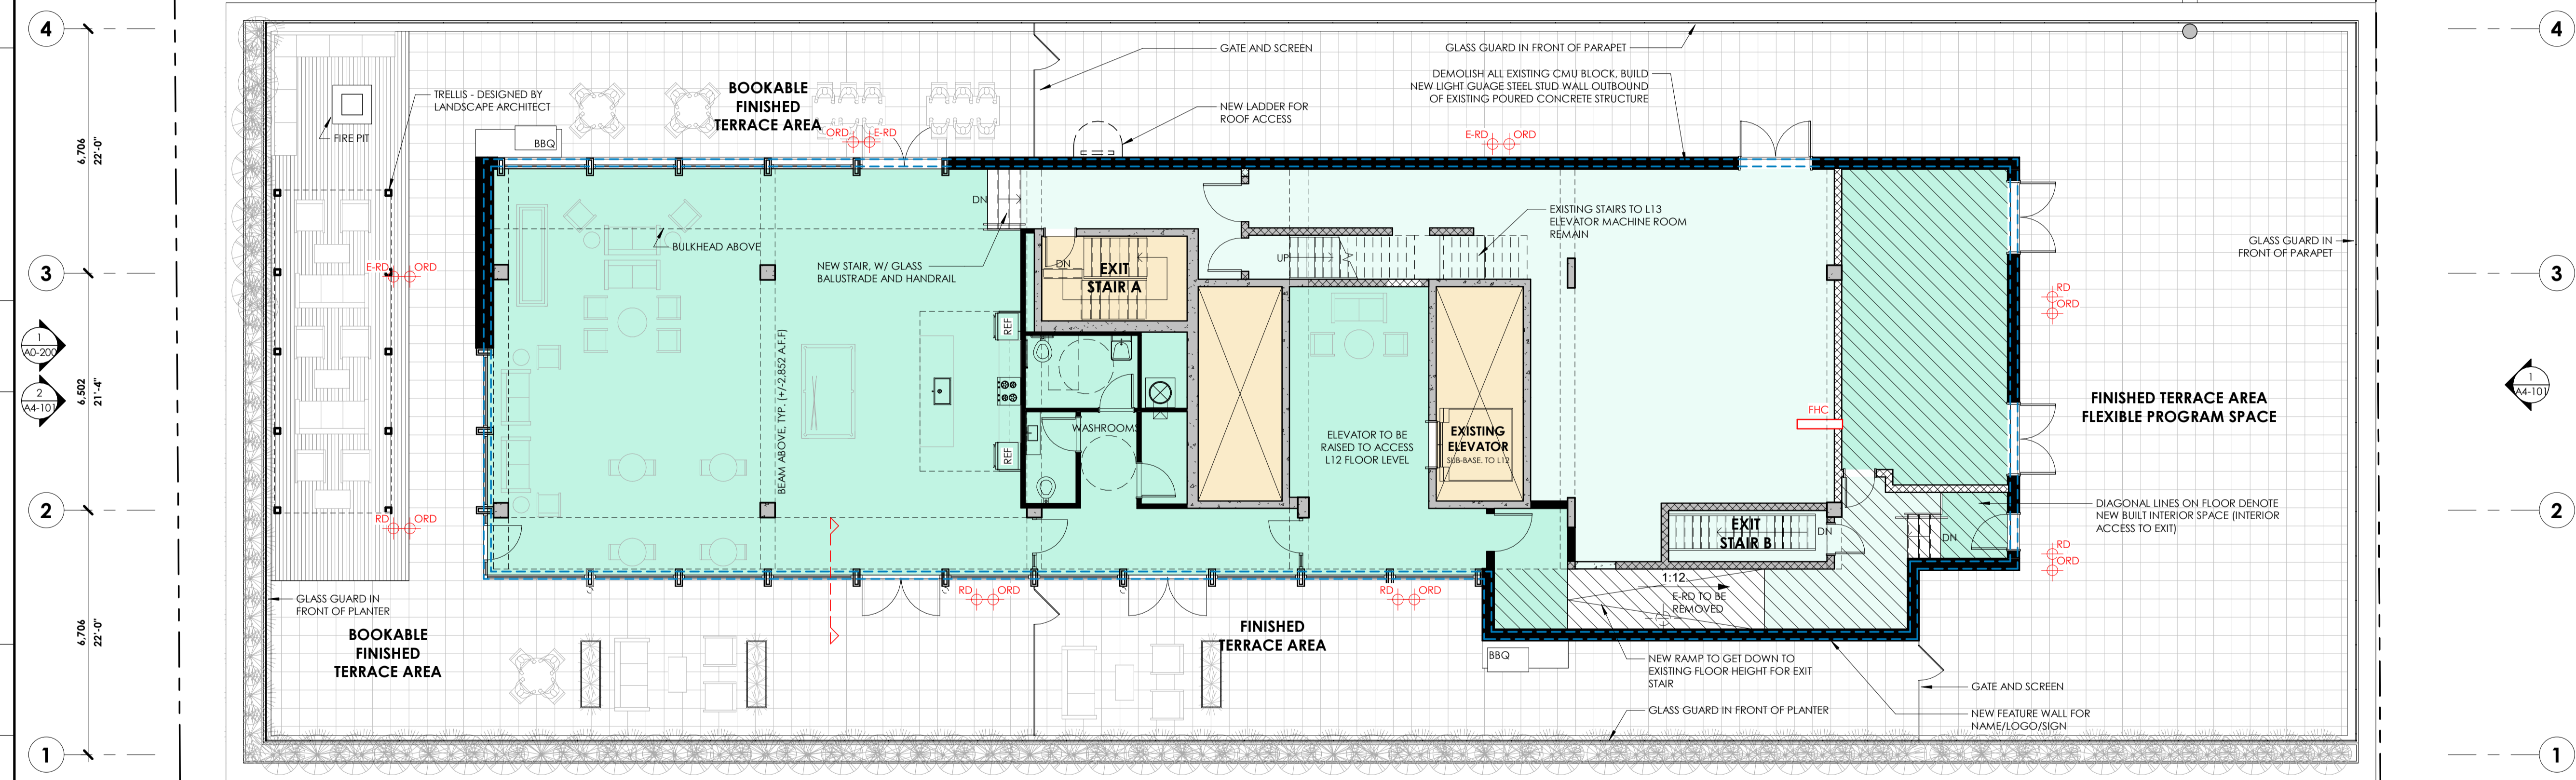 4
GATE AND SCREEN
GLASS GUARD IN FRONT OF PARAPET
4
DEMOLISH ALL EXISTING CMU BLOCK, BUILD
NEW LIGHT GUAGE STEEL STUD WALL OUTBOUND
OF EXISTING POURED CONCRETE STRUCTURE
BOOKABLE
FINISHED
TERRACE AREA
TRELLIS - DESIGNED BY
LANDSCAPE ARCHITECT
NEW LADDER FOR
ROOF ACCESS
FIRE PIT
BBQ
ORD
E-RD
E-RD
ORD
6,706
22'-0"
DN
EXISTING STAIRS TO L13
ELEVATOR MACHINE ROOM
REMAIN
BULKHEAD ABOVE
GLASS GUARD IN
FRONT OF PARAPET
3
E-RD
ORD
NEW STAIR, W/ GLASS
BALUSTRADE AND HANDRAIL
DN
EXIT
STAIR A
UP
3
RD
ORD
1
A0-200
2
A4-101
6,502
21'-4"
BEAM ABOVE, TYP. (+/-2,852 A.F.F)
REF
REF
WASHROOMS
ELEVATOR TO BE
RAISED TO ACCESS
L12 FLOOR LEVEL
EXISTING
ELEVATOR
SUB-BASE. TO L12
FHC
FINISHED TERRACE AREA
FLEXIBLE PROGRAM SPACE
1
A4-101
2
RD
ORD
EXIT
STAIR B
DN
DN
DIAGONAL LINES ON FLOOR DENOTE
NEW BUILT INTERIOR SPACE (INTERIOR
ACCESS TO EXIT)
2
RD
ORD
RD
ORD
RD
ORD
1:12
E-RD TO BE
REMOVED
GLASS GUARD IN
FRONT OF PLANTER
6,706
22'-0"
BOOKABLE
FINISHED
TERRACE AREA
FINISHED
TERRACE AREA
BBQ
NEW RAMP TO GET DOWN TO
EXISTING FLOOR HEIGHT FOR EXIT
STAIR
GATE AND SCREEN
GLASS GUARD IN FRONT OF PLANTER
NEW FEATURE WALL FOR
NAME/LOGO/SIGN
1
1